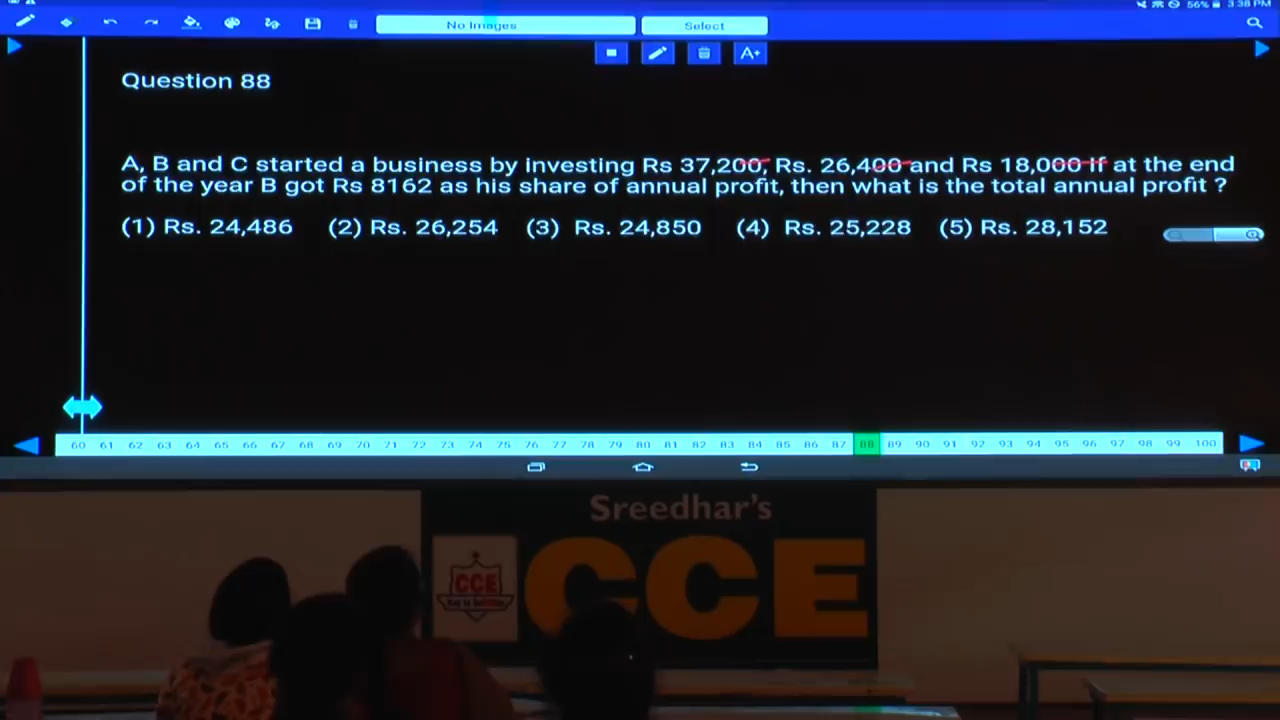 56% 3:38 PM
No Images
Select
A+
Question 88
A, B and C started a business by investing Rs 37,200, Rs. 26,400 and Rs 18,000 If at the end
of the year B got Rs 8162 as his share of annual profit, then what is the total annual profit ?
(1) Rs. 24,486 (2) Rs. 26,254 (3) Rs. 24,850 (4) Rs. 25,228 (5) Rs. 28,152
60 61 62 63 64 65 66 67 68 69 70 71 72 73 74 75 76 77 78 79 80 81 82 83 84 85 86 87 88 89 90 91 92 93 94 95 96 97 98 99 100
Sreedhar's
CCE
CCE